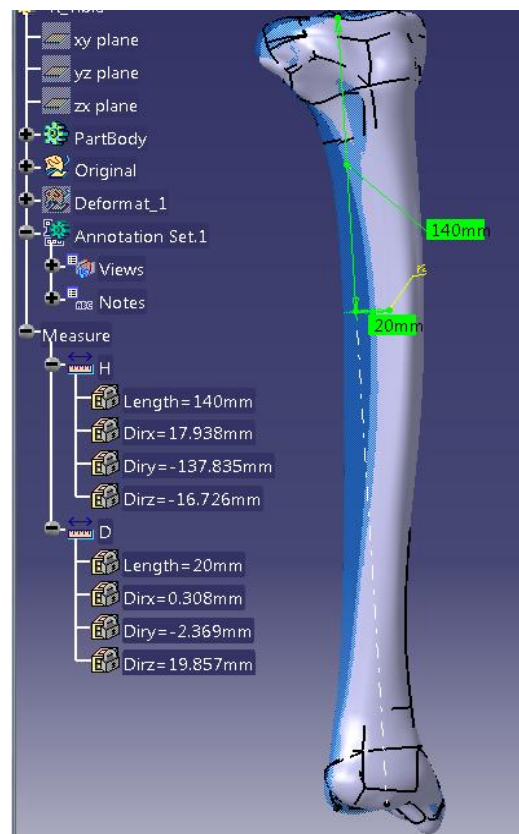 xy plane
yz plane
zx plane
PartBody
Original
Deformat_1
Annotation Set.1
Views
Notes
Measure
H
Length=140mm
Dirx=17.938mm
Diry=-137.835mm
Dirz=-16.726mm
D
Length=20mm
Dirx=0.308mm
Diry=-2.369mm
Dirz=19.857mm
140mm
20mm